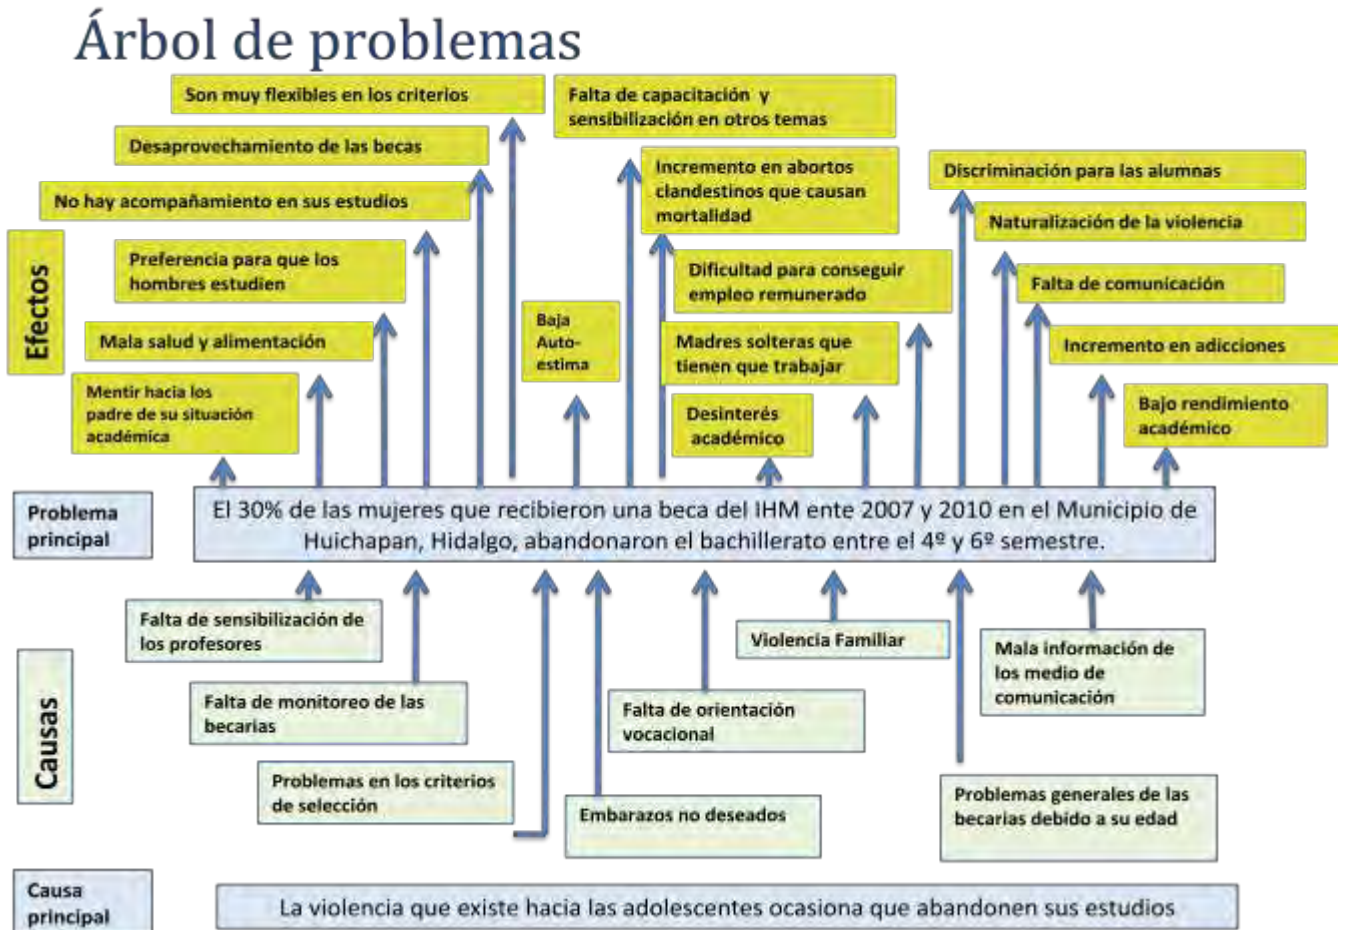 Árbol de problemas
Son muy flexibles en los criterios
Falta de capacitación y
sensibilización en otros temas
Desaprovechamiento de las becas
Incremento en abortos
clandestinos que causan
mortalidad
Discriminación para las alumnas
No hay acompañamiento en sus estudios
Naturalización de la violencia
Efectos
Preferencia para que los
hombres estudien
Dificultad para conseguir
empleo remunerado
Falta de comunicación
Baja
Auto-
estima
Mala salud y alimentación
Madres solteras que
tienen que trabajar
Incremento en adicciones
Mentir hacia los
padre de su situación
académica
Desinterés
académico
Bajo rendimiento
académico
Problema
principal
El 30% de las mujeres que recibieron una beca del IHM ente 2007 y 2010 en el Municipio de
Huichapan, Hidalgo, abandonaron el bachillerato entre el 4º y 6º semestre.
Causas
Falta de sensibilización de
los profesores
Violencia Familiar
Mala información de
los medio de
comunicación
Falta de monitoreo de las
becarias
Falta de orientación
vocacional
Problemas en los criterios
de selección
Embarazos no deseados
Problemas generales de las
becarias debido a su edad
Causa
principal
La violencia que existe hacia las adolescentes ocasiona que abandonen sus estudios